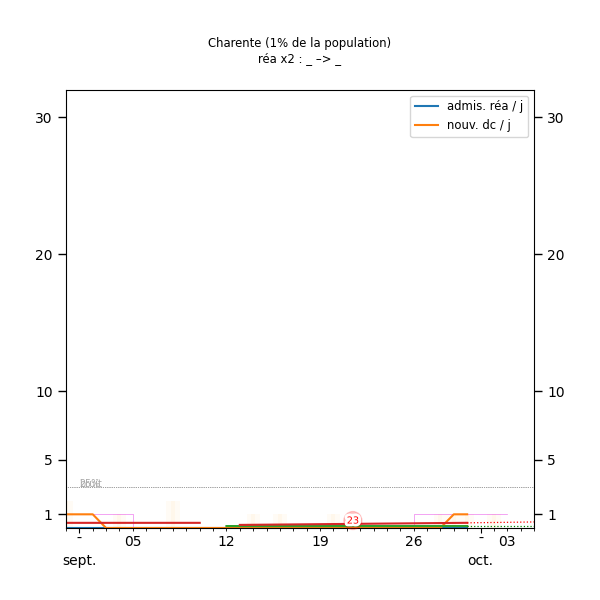 Charente (1% de la population)
réa x2 : _ –> _
admis. réa / j
nouv. dc / j
30 30
20 20
10 10
5 5
1 1
23
- 05 12 19 26 - 03
sept. oct.